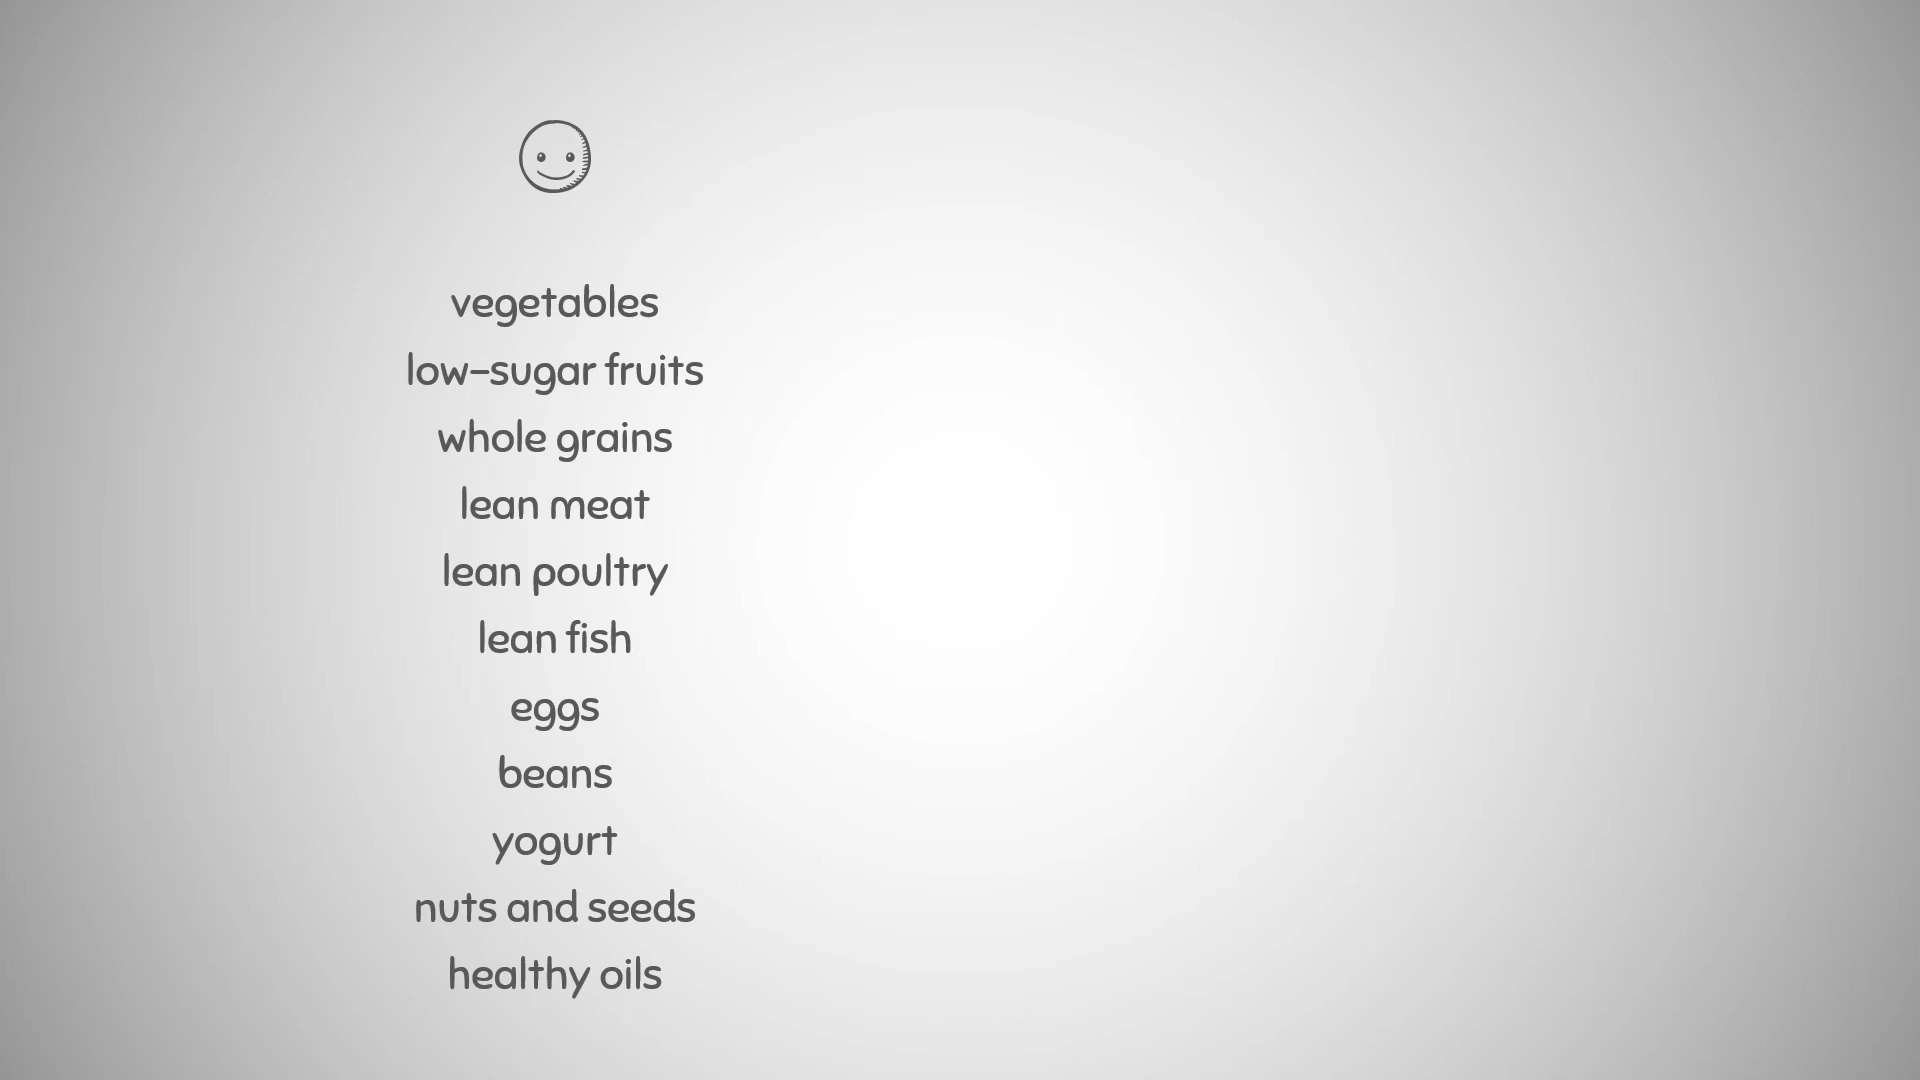 vegetables
low-sugar fruits
whole grains
lean meat
lean poultry
lean fish
eggs
beans
yogurt
nuts and seeds
healthy oils